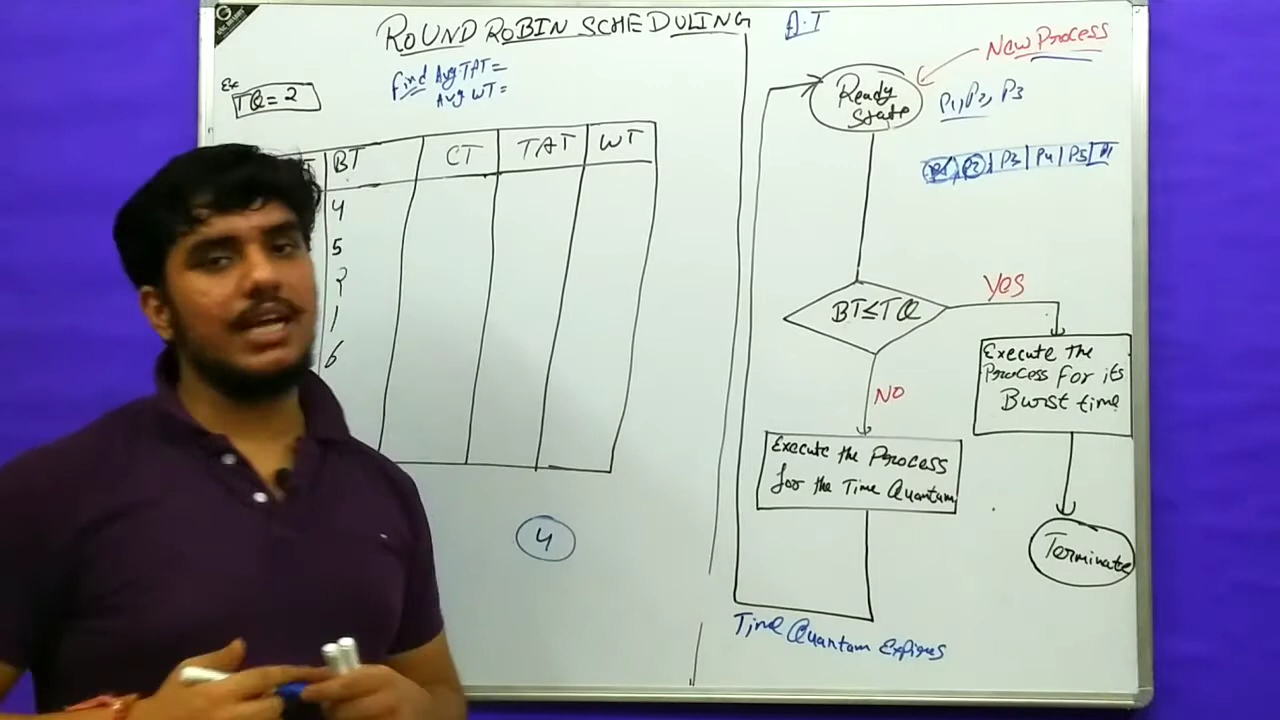 ROUND ROBIN SCHEDULING
Ex
TQ = 2
Find Avg TAT =
Avg WT =
BT CT TAT WT
4
5
2
1
6
4
A.T
New Process
Ready
State
P1, P2, P3
P3 | P4 | P5 | P1
BT≤TQ
Yes
NO
Execute the
Process for its
Burst time
Execute the Process
for the Time Quantum
Terminate
Time Quantum Expires